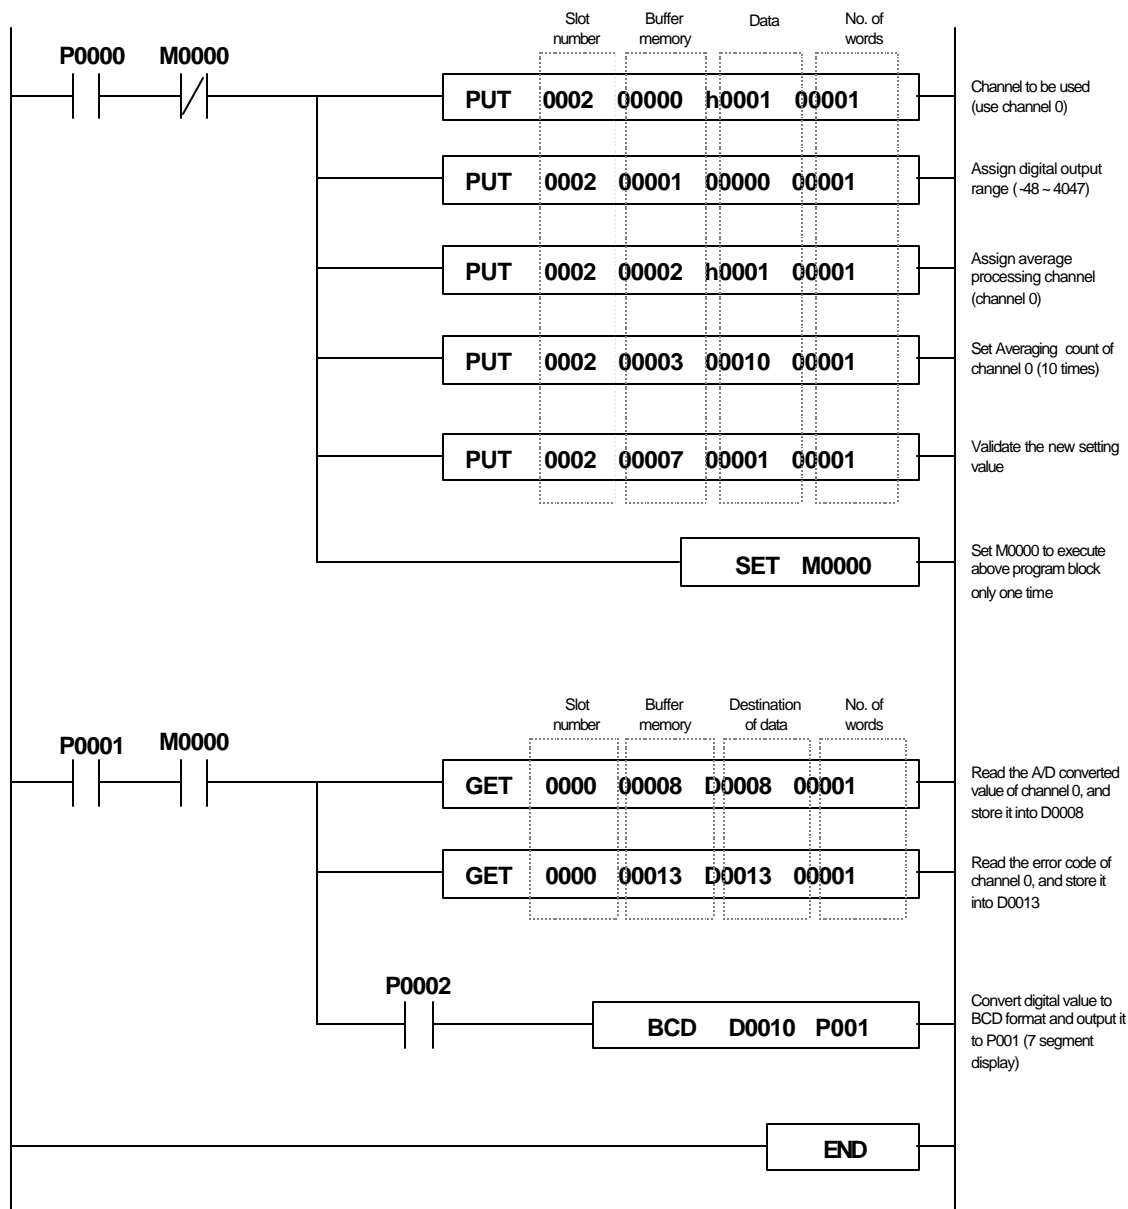 Slot number
Buffer memory
Data
No. of words
P0000
M0000
PUT 0002 00000 h0001 00001
Channel to be used
(use channel 0)
PUT 0002 00001 00000 00001
Assign digital output
range (-48 ~ 4047)
PUT 0002 00002 h0001 00001
Assign average
processing channel
(channel 0)
PUT 0002 00003 00010 00001
Set Averaging count of
channel 0 (10 times)
PUT 0002 00007 00001 00001
Validate the new setting
value
SET M0000
Set M0000 to execute
above program block
only one time
Slot number
Buffer memory
Destination of data
No. of words
P0001
M0000
GET 0000 00008 D0008 00001
Read the A/D converted
value of channel 0, and
store it into D0008
GET 0000 00013 D0013 00001
Read the error code of
channel 0, and store it
into D0013
P0002
BCD D0010 P001
Convert digital value to
BCD format and output it
to P001 (7 segment
display)
END